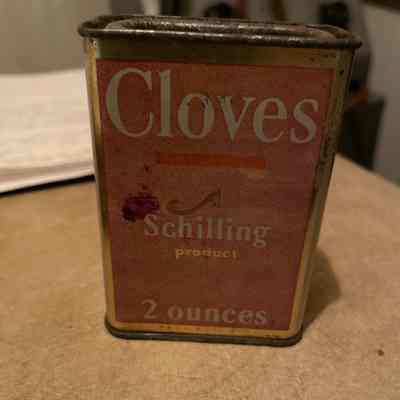 Cloves
Schilling
product
2 ounces